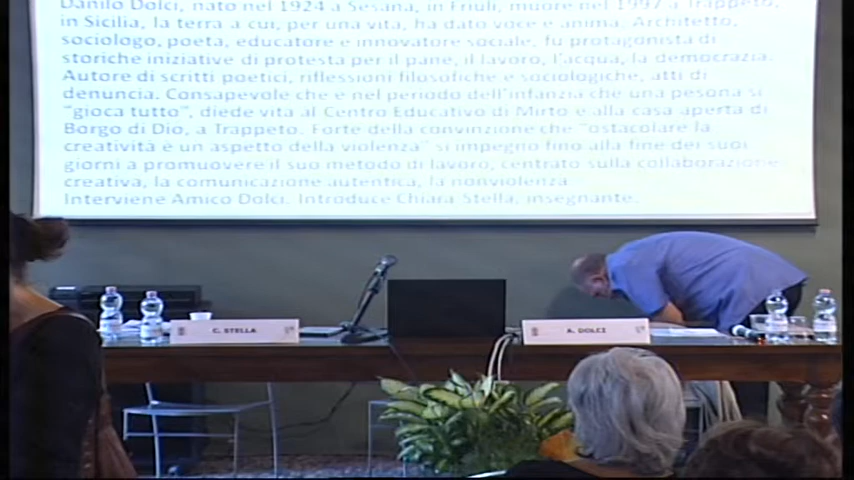 Danilo Dolci, nato nel 1924 a Sesana, in Friuli, muore nel 1997 a Trappeto,
in Sicilia, la terra a cui, per una vita, ha dato voce e anima. Architetto,
sociologo, poeta, educatore e innovatore sociale, fu protagonista di
storiche iniziative di protesta per il pane, il lavoro, l'acqua, la democrazia.
Autore di scritti poetici, riflessioni filosofiche e sociologiche, atti di
denuncia. Consapevole che è nel periodo dell'infanzia che una pesona si
"gioca tutto", diede vita al Centro Educativo di Mirto e alla casa aperta di
Borgo di Dio, a Trappeto. Forte della convinzione che "ostacolare la
creatività è un aspetto della violenza" si impegno fino alla fine dei suoi
giorni a promuovere il suo metodo di lavoro, centrato sulla collaborazione
creativa, la comunicazione autentica, la nonviolenza.
Interviene Amico Dolci. Introduce Chiara Stella, insegnante.
C. STELLA
A. DOLCI